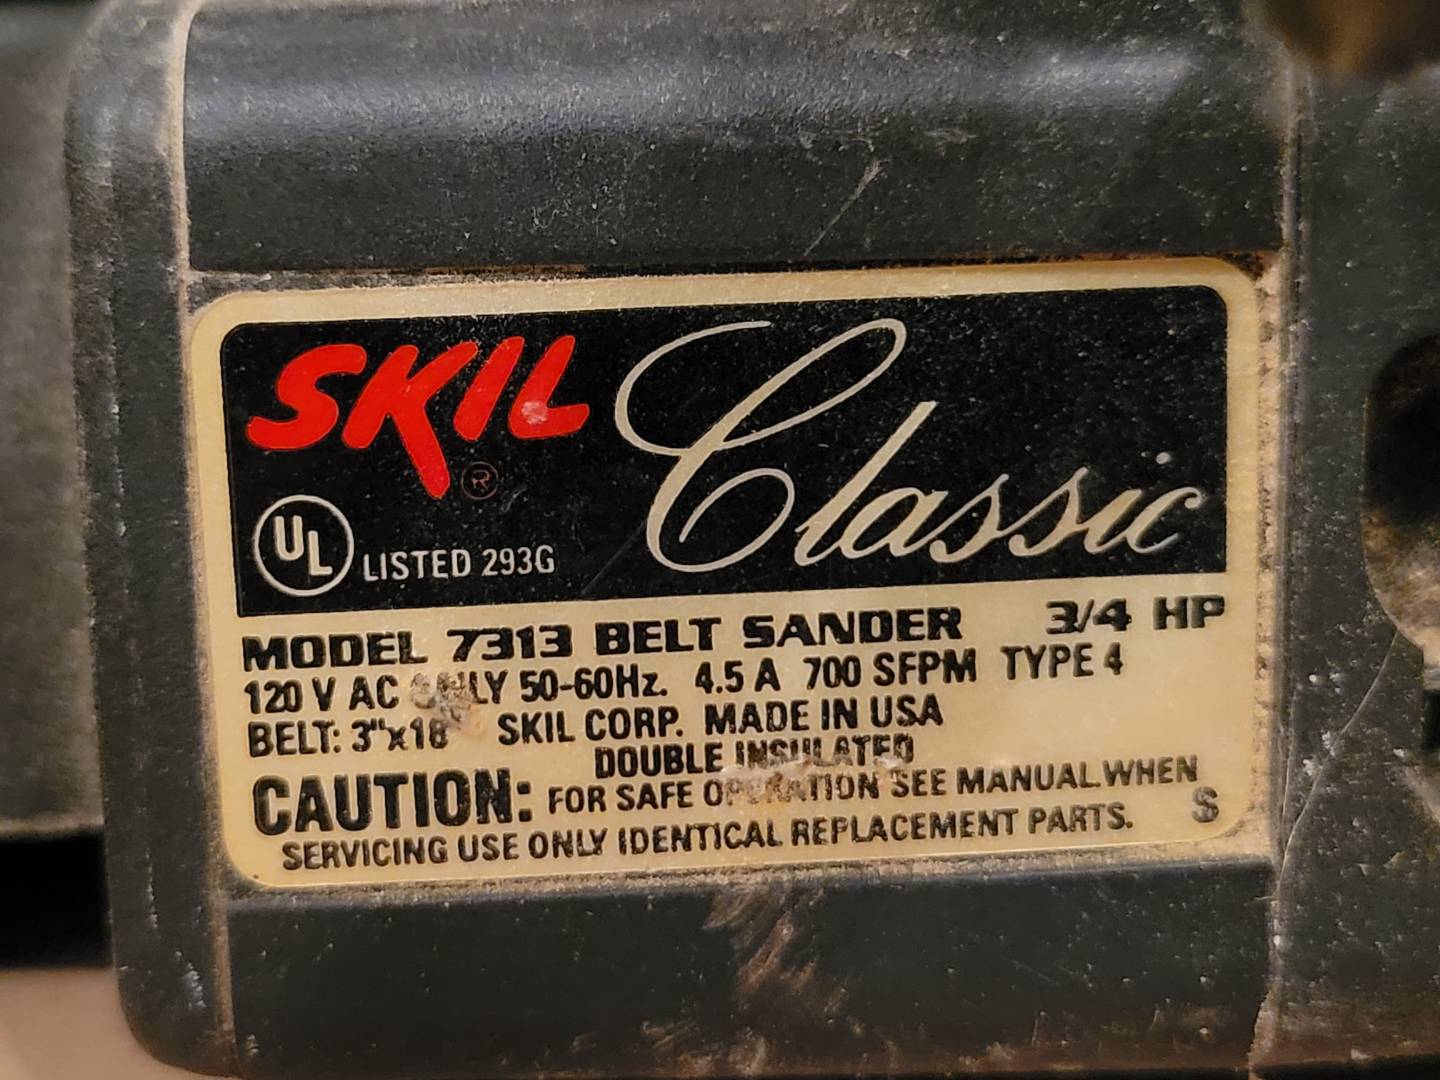 SKIL Classic
®
UL LISTED 293G
MODEL 7313 BELT SANDER 3/4 HP
120 V AC ONLY 50-60Hz. 4.5 A 700 SFPM TYPE 4
BELT: 3"x18" SKIL CORP. MADE IN USA
DOUBLE INSULATED
CAUTION: FOR SAFE OPERATION SEE MANUAL.WHEN
SERVICING USE ONLY IDENTICAL REPLACEMENT PARTS. S